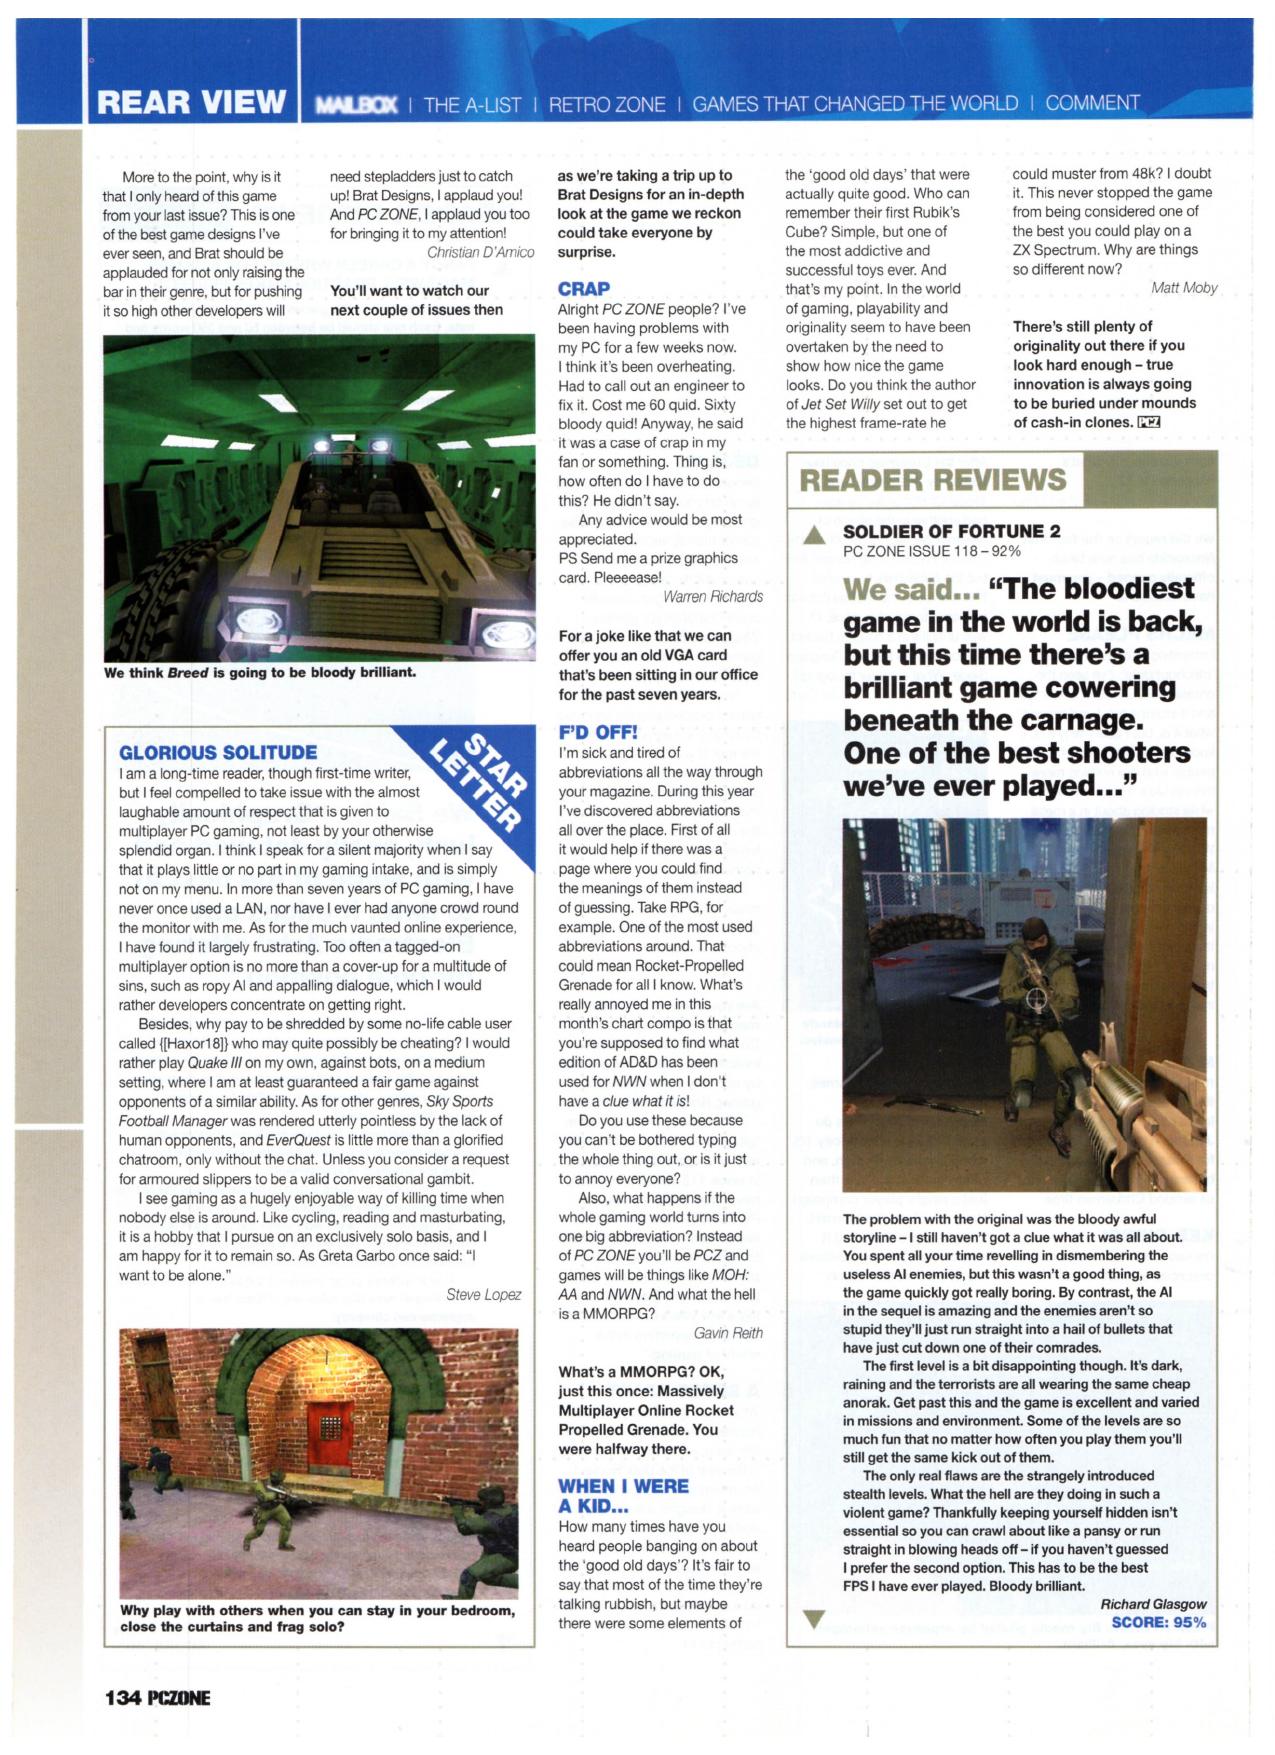 REAR VIEW
MAILBOX | THE A-LIST | RETRO ZONE | GAMES THAT CHANGED THE WORLD | COMMENT
More to the point, why is it
that I only heard of this game
from your last issue? This is one
of the best game designs I've
ever seen, and Brat should be
applauded for not only raising the
bar in their genre, but for pushing
it so high other developers will
need stepladders just to catch
up! Brat Designs, I applaud you!
And PC ZONE, I applaud you too
for bringing it to my attention!
Christian D'Amico
You'll want to watch our
next couple of issues then
as we're taking a trip up to
Brat Designs for an in-depth
look at the game we reckon
could take everyone by
surprise.
We think Breed is going to be bloody brilliant.
STAR
LETTER
GLORIOUS SOLITUDE
I am a long-time reader, though first-time writer,
but I feel compelled to take issue with the almost
laughable amount of respect that is given to
multiplayer PC gaming, not least by your otherwise
splendid organ. I think I speak for a silent majority when I say
that it plays little or no part in my gaming intake, and is simply
not on my menu. In more than seven years of PC gaming, I have
never once used a LAN, nor have I ever had anyone crowd round
the monitor with me. As for the much vaunted online experience,
I have found it largely frustrating. Too often a tagged-on
multiplayer option is no more than a cover-up for a multitude of
sins, such as ropy AI and appalling dialogue, which I would
rather developers concentrate on getting right.
Besides, why pay to be shredded by some no-life cable user
called {[Haxor18]} who may quite possibly be cheating? I would
rather play Quake III on my own, against bots, on a medium
setting, where I am at least guaranteed a fair game against
opponents of a similar ability. As for other genres, Sky Sports
Football Manager was rendered utterly pointless by the lack of
human opponents, and EverQuest is little more than a glorified
chatroom, only without the chat. Unless you consider a request
for armoured slippers to be a valid conversational gambit.
I see gaming as a hugely enjoyable way of killing time when
nobody else is around. Like cycling, reading and masturbating,
it is a hobby that I pursue on an exclusively solo basis, and I
am happy for it to remain so. As Greta Garbo once said: "I
want to be alone."
Steve Lopez
Why play with others when you can stay in your bedroom,
close the curtains and frag solo?
CRAP
Alright PC ZONE people? I've
been having problems with
my PC for a few weeks now.
I think it's been overheating.
Had to call out an engineer to
fix it. Cost me 60 quid. Sixty
bloody quid! Anyway, he said
it was a case of crap in my
fan or something. Thing is,
how often do I have to do
this? He didn't say.
Any advice would be most
appreciated.
PS Send me a prize graphics
card. Pleeeease!
Warren Richards
For a joke like that we can
offer you an old VGA card
that's been sitting in our office
for the past seven years.
F'D OFF!
I'm sick and tired of
abbreviations all the way through
your magazine. During this year
I've discovered abbreviations
all over the place. First of all
it would help if there was a
page where you could find
the meanings of them instead
of guessing. Take RPG, for
example. One of the most used
abbreviations around. That
could mean Rocket-Propelled
Grenade for all I know. What's
really annoyed me in this
month's chart compo is that
you're supposed to find what
edition of AD&D has been
used for NWN when I don't
have a clue what it is!
Do you use these because
you can't be bothered typing
the whole thing out, or is it just
to annoy everyone?
Also, what happens if the
whole gaming world turns into
one big abbreviation? Instead
of PC ZONE you'll be PCZ and
games will be things like MOH:
AA and NWN. And what the hell
is a MMORPG?
Gavin Reith
What's a MMORPG? OK,
just this once: Massively
Multiplayer Online Rocket
Propelled Grenade. You
were halfway there.
WHEN I WERE
A KID...
How many times have you
heard people banging on about
the 'good old days'? It's fair to
say that most of the time they're
talking rubbish, but maybe
there were some elements of
the 'good old days' that were
actually quite good. Who can
remember their first Rubik's
Cube? Simple, but one of
the most addictive and
successful toys ever. And
that's my point. In the world
of gaming, playability and
originality seem to have been
overtaken by the need to
show how nice the game
looks. Do you think the author
of Jet Set Willy set out to get
the highest frame-rate he
could muster from 48k? I doubt
it. This never stopped the game
from being considered one of
the best you could play on a
ZX Spectrum. Why are things
so different now?
Matt Moby
There's still plenty of
originality out there if you
look hard enough – true
innovation is always going
to be buried under mounds
of cash-in clones. PCZ
READER REVIEWS
SOLDIER OF FORTUNE 2
PC ZONE ISSUE 118 – 92%
We said... "The bloodiest
game in the world is back,
but this time there's a
brilliant game cowering
beneath the carnage.
One of the best shooters
we've ever played..."
The problem with the original was the bloody awful
storyline – I still haven't got a clue what it was all about.
You spent all your time revelling in dismembering the
useless AI enemies, but this wasn't a good thing, as
the game quickly got really boring. By contrast, the AI
in the sequel is amazing and the enemies aren't so
stupid they'll just run straight into a hail of bullets that
have just cut down one of their comrades.
The first level is a bit disappointing though. It's dark,
raining and the terrorists are all wearing the same cheap
anorak. Get past this and the game is excellent and varied
in missions and environment. Some of the levels are so
much fun that no matter how often you play them you'll
still get the same kick out of them.
The only real flaws are the strangely introduced
stealth levels. What the hell are they doing in such a
violent game? Thankfully keeping yourself hidden isn't
essential so you can crawl about like a pansy or run
straight in blowing heads off – if you haven't guessed
I prefer the second option. This has to be the best
FPS I have ever played. Bloody brilliant.
Richard Glasgow
SCORE: 95%
134 PCZONE